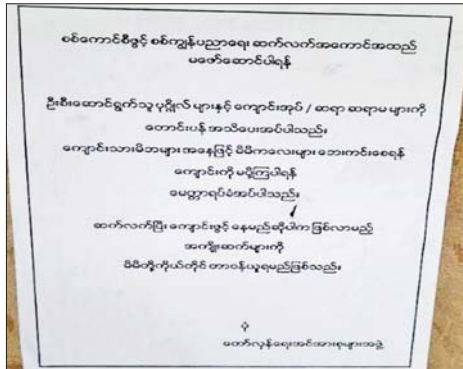 စစ်ကောင်စီဖွင့် စစ်ကျွန်ပညာရေး ဆက်လက်အကောင်အထည်
မဖော်ဆောင်ပါရန်
ဦးစီးဆောင်ရွက်သူ ပုဂ္ဂိုလ် များနှင့် ကျောင်းအုပ် / ဆရာ ဆရာမ များကို
တောင်းပန် အသိပေးအပ်ပါသည်။
ကျောင်းသားမိဘများ အနေဖြင့် မိမိကလေးများ ဘေးကင်းစေရန်
ကျောင်းကို မပို့ကြပါရန်
မေတ္တာရပ်ခံအပ်ပါသည်။
ဆက်လက်ပြီး ကျောင်းဖွင့် နေမည်ဆိုပါက ဖြစ်လာမည့်
အကျိုးဆက်များကို
မိမိတို့ကိုယ်တိုင် တာဝန်ယူရမည်ဖြစ်သည်။
ပုံ
တော်လှန်ရေးအင်အားစုများအဖွဲ့